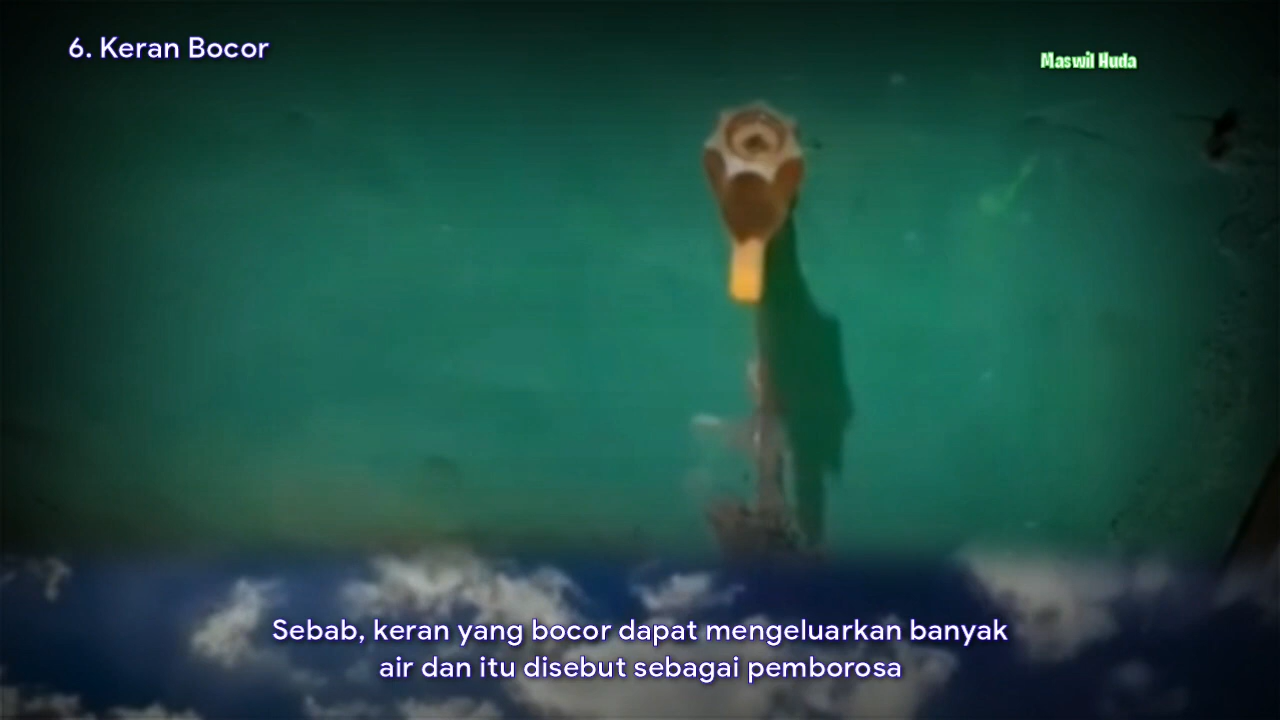 6. Keran Bocor
Maswil Huda
Sebab, keran yang bocor dapat mengeluarkan banyak
air dan itu disebut sebagai pemborosa